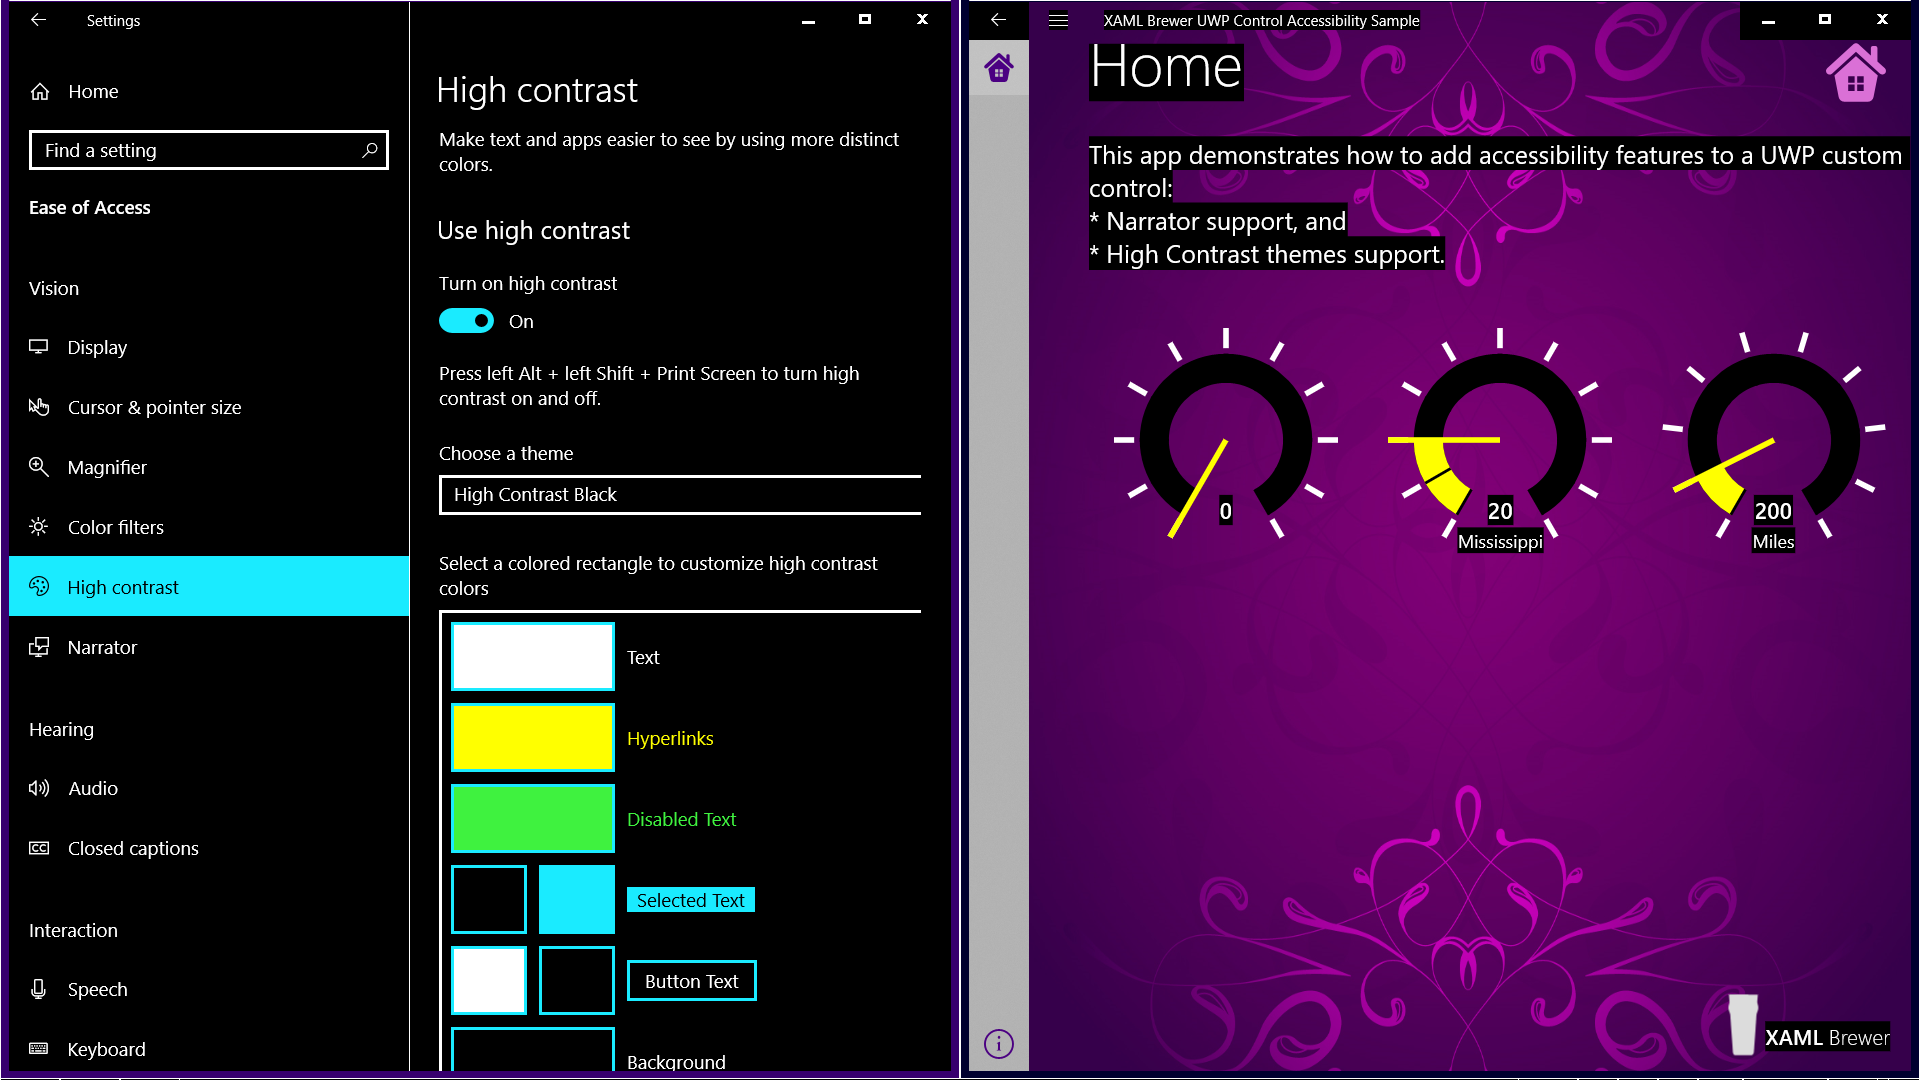 Settings
Home
Find a setting
Ease of Access
Vision
Display
Cursor & pointer size
Magnifier
Color filters
High contrast
Narrator
Hearing
Audio
Closed captions
Interaction
Speech
Keyboard
High contrast
Make text and apps easier to see by using more distinct
colors.
Use high contrast
Turn on high contrast
On
Press left Alt + left Shift + Print Screen to turn high
contrast on and off.
Choose a theme
High Contrast Black
Select a colored rectangle to customize high contrast
colors
Text
Hyperlinks
Disabled Text
Selected Text
Button Text
Background
XAML Brewer UWP Control Accessibility Sample
Home
This app demonstrates how to add accessibility features to a UWP custom
control:
* Narrator support, and
* High Contrast themes support.
0
20
Mississippi
200
Miles
XAML Brewer